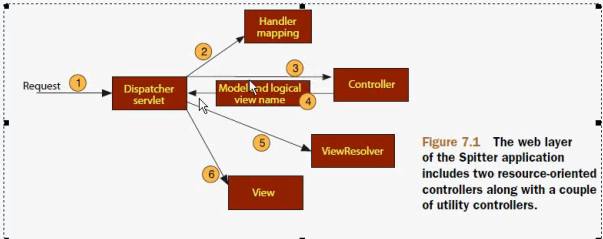 Handler
mapping
2
3
Request
1
Dispatcher
servlet
Model and logical
view name
4
Controller
5
ViewResolver
6
View
Figure 7.1 The web layer
of the Spitter application
includes two resource-oriented
controllers along with a couple
of utility controllers.